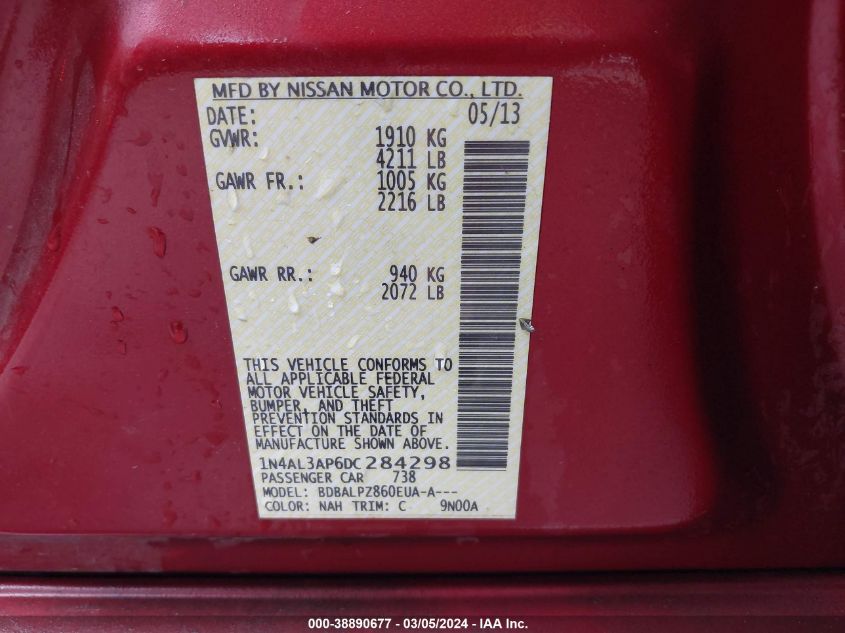 MFD BY NISSAN MOTOR CO., LTD.
DATE: 05/13
GVWR: 1910 KG
4211 LB
GAWR FR.: 1005 KG
2216 LB
GAWR RR.: 940 KG
2072 LB
THIS VEHICLE CONFORMS TO
ALL APPLICABLE FEDERAL
MOTOR VEHICLE SAFETY,
BUMPER, AND THEFT
PREVENTION STANDARDS IN
EFFECT ON THE DATE OF
MANUFACTURE SHOWN ABOVE.
1N4AL3AP6DC284298
PASSENGER CAR 738
MODEL: BDBALPZ860EUA-A---
COLOR: NAH TRIM: C 9N00A
000-38890677 - 03/05/2024 - IAA Inc.